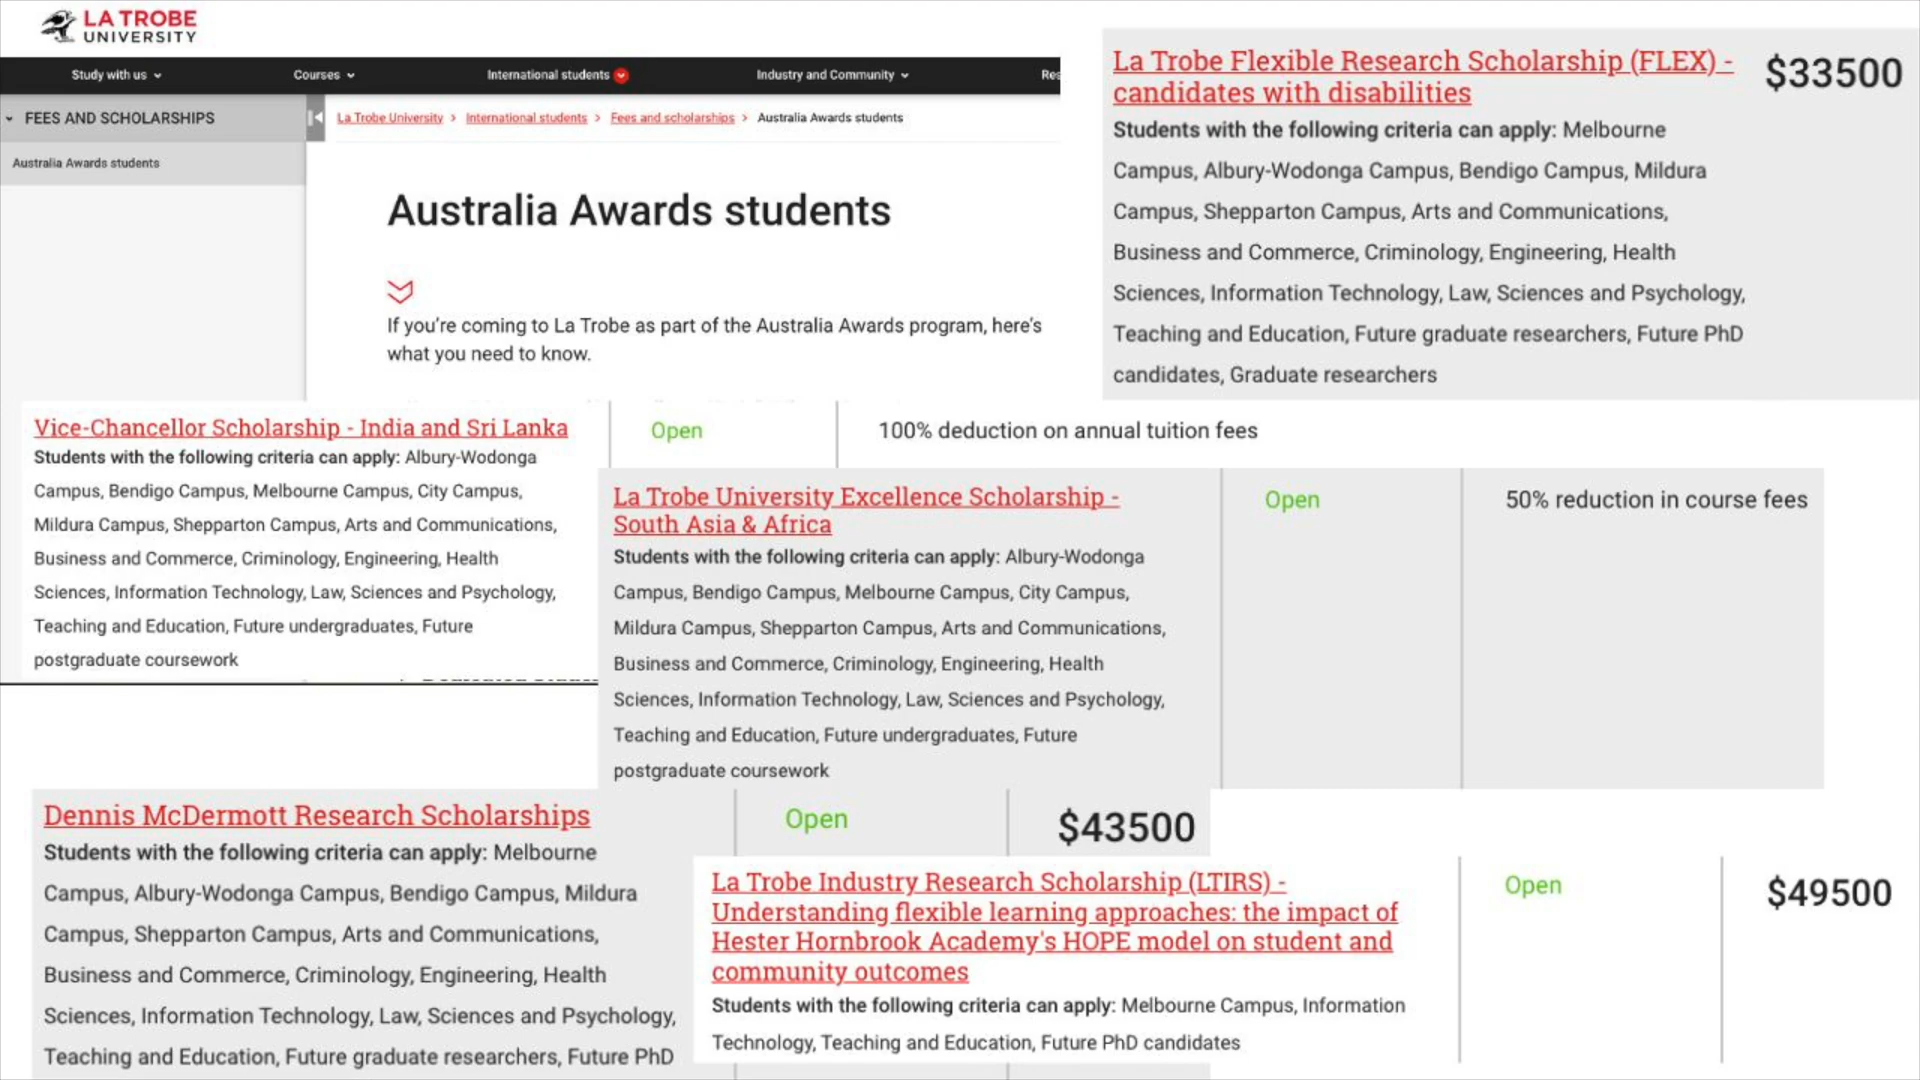 LA TROBE
UNIVERSITY
Study with us
Courses
International students
Industry and Community
Res
FEES AND SCHOLARSHIPS
La Trobe University > International students > Fees and scholarships > Australia Awards students
Australia Awards students
Australia Awards students
If you're coming to La Trobe as part of the Australia Awards program, here's
what you need to know.
La Trobe Flexible Research Scholarship (FLEX) -
candidates with disabilities
$33500
Students with the following criteria can apply: Melbourne
Campus, Albury-Wodonga Campus, Bendigo Campus, Mildura
Campus, Shepparton Campus, Arts and Communications,
Business and Commerce, Criminology, Engineering, Health
Sciences, Information Technology, Law, Sciences and Psychology,
Teaching and Education, Future graduate researchers, Future PhD
candidates, Graduate researchers
Vice-Chancellor Scholarship - India and Sri Lanka
Open
100% deduction on annual tuition fees
Students with the following criteria can apply: Albury-Wodonga
Campus, Bendigo Campus, Melbourne Campus, City Campus,
Mildura Campus, Shepparton Campus, Arts and Communications,
Business and Commerce, Criminology, Engineering, Health
Sciences, Information Technology, Law, Sciences and Psychology,
Teaching and Education, Future undergraduates, Future
postgraduate coursework
La Trobe University Excellence Scholarship -
South Asia & Africa
Open
50% reduction in course fees
Students with the following criteria can apply: Albury-Wodonga
Campus, Bendigo Campus, Melbourne Campus, City Campus,
Mildura Campus, Shepparton Campus, Arts and Communications,
Business and Commerce, Criminology, Engineering, Health
Sciences, Information Technology, Law, Sciences and Psychology,
Teaching and Education, Future undergraduates, Future
postgraduate coursework
Dennis McDermott Research Scholarships
Open
$43500
Students with the following criteria can apply: Melbourne
Campus, Albury-Wodonga Campus, Bendigo Campus, Mildura
Campus, Shepparton Campus, Arts and Communications,
Business and Commerce, Criminology, Engineering, Health
Sciences, Information Technology, Law, Sciences and Psychology,
Teaching and Education, Future graduate researchers, Future PhD
La Trobe Industry Research Scholarship (LTIRS) -
Understanding flexible learning approaches: the impact of
Hester Hornbrook Academy's HOPE model on student and
community outcomes
Open
$49500
Students with the following criteria can apply: Melbourne Campus, Information
Technology, Teaching and Education, Future PhD candidates